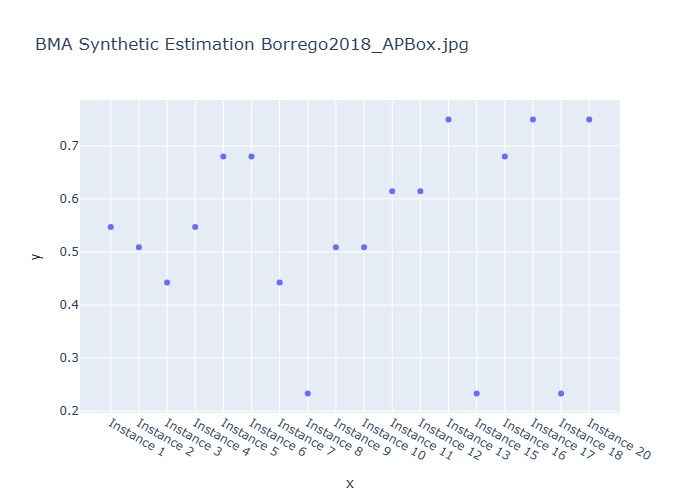 BMA Synthetic Estimation Borrego2018_APBox.jpg
0.7
0.6
0.5
0.4
0.3
0.2
y
Instance 1
Instance 2
Instance 3
Instance 4
Instance 5
Instance 6
Instance 7
Instance 8
Instance 9
Instance 10
Instance 11
Instance 12
Instance 13
Instance 15
Instance 16
Instance 17
Instance 18
Instance 20
x